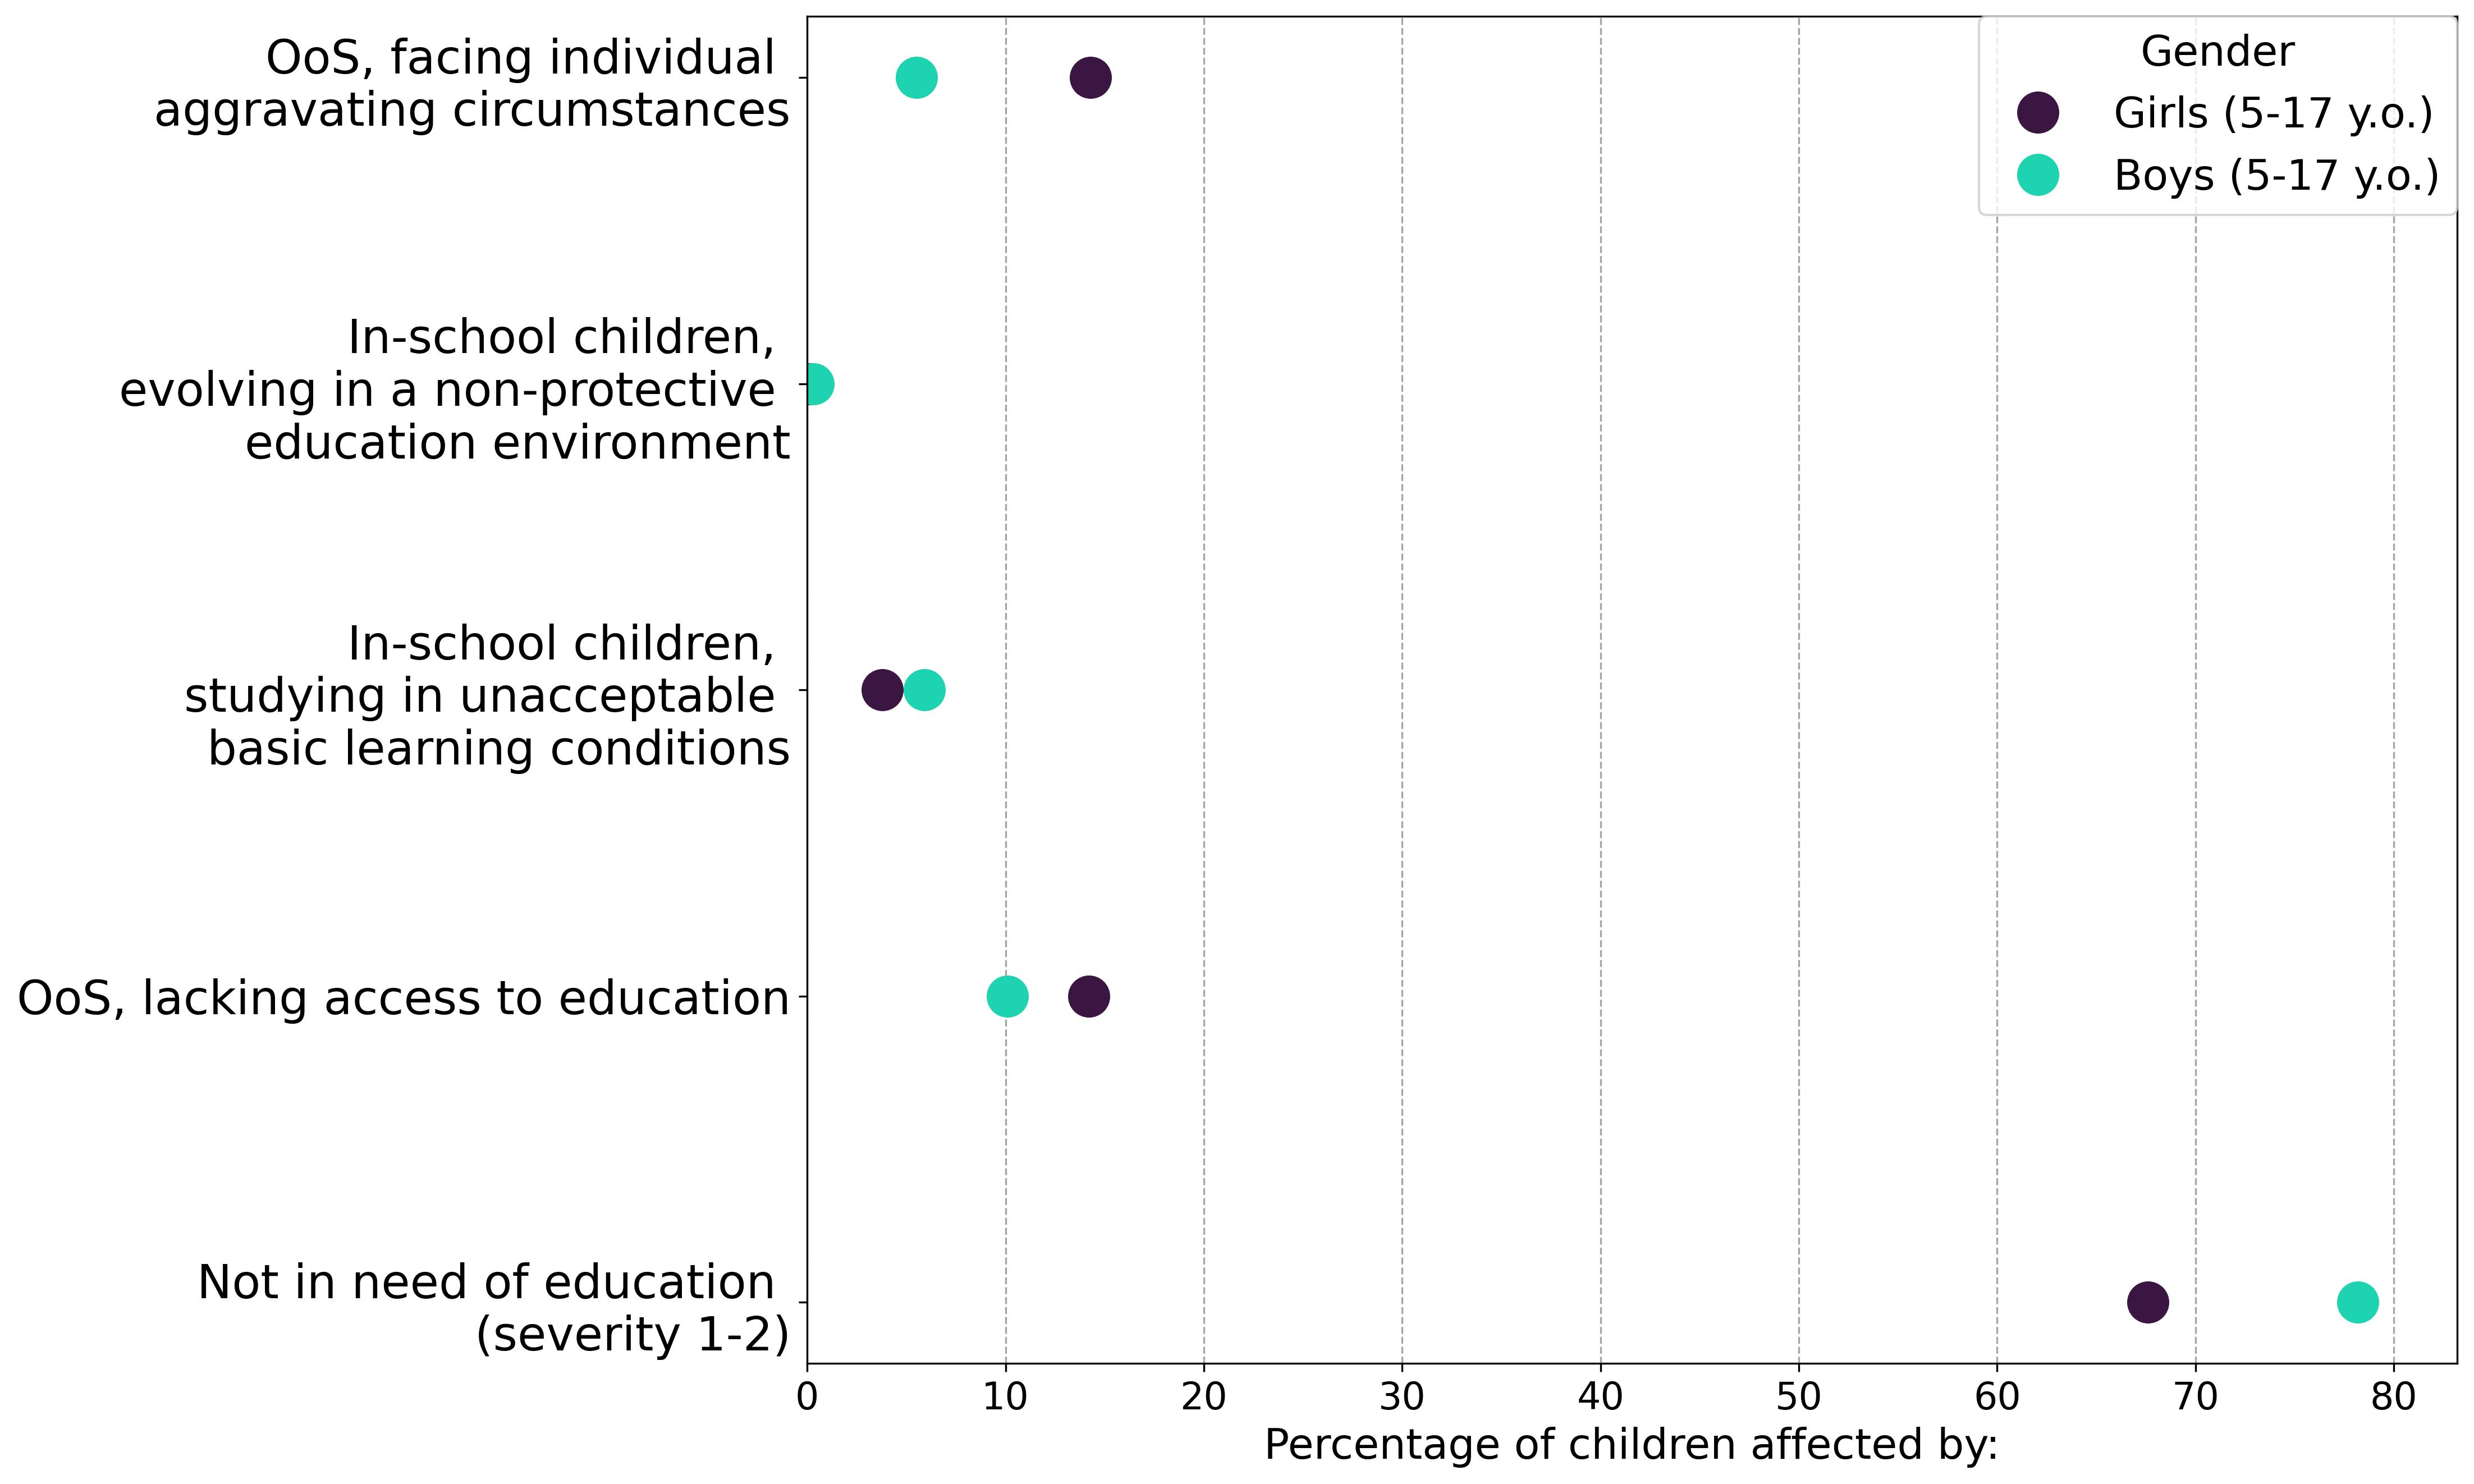 OoS, facing individual
aggravating circumstances
In-school children,
evolving in a non-protective
education environment
In-school children,
studying in unacceptable
basic learning conditions
OoS, lacking access to education
Not in need of education
(severity 1-2)
Gender
Girls (5-17 y.o.)
Boys (5-17 y.o.)
0 10 20 30 40 50 60 70 80
Percentage of children affected by: